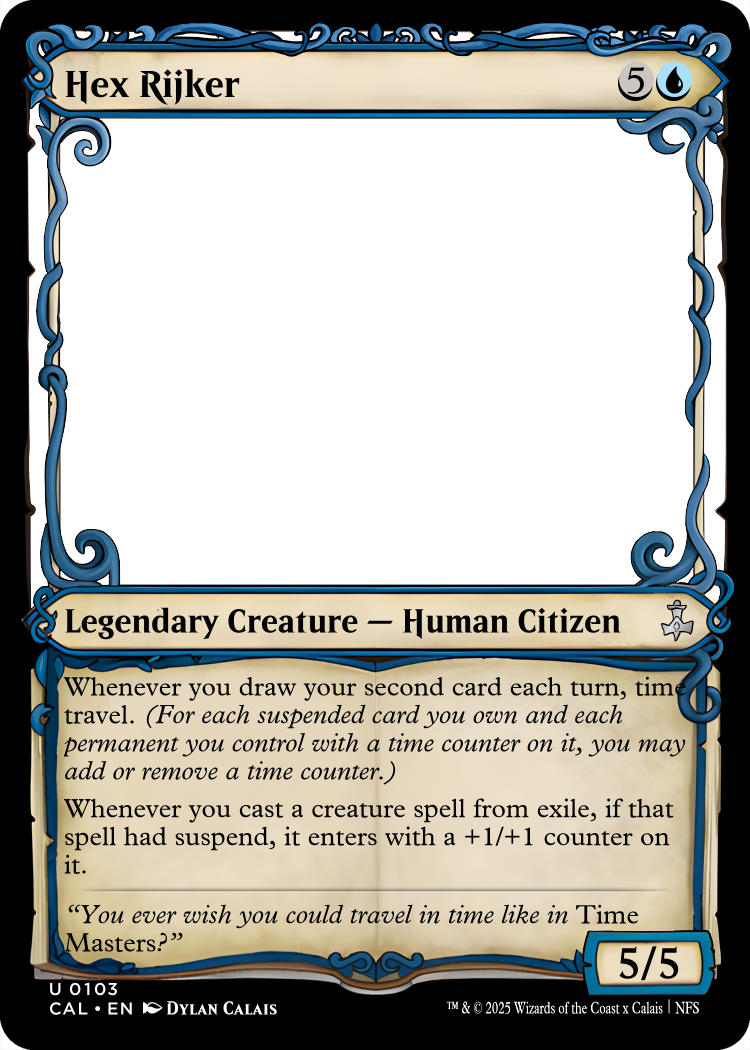 Hex Rijker 5
Legendary Creature — Human Citizen
Whenever you draw your second card each turn, time
travel. (For each suspended card you own and each
permanent you control with a time counter on it, you may
add or remove a time counter.)
Whenever you cast a creature spell from exile, if that
spell had suspend, it enters with a +1/+1 counter on
it.
“You ever wish you could travel in time like in Time
Masters?”
5/5
U 0103
CAL • EN Dylan Calais
™ & © 2025 Wizards of the Coast x Calais | NFS